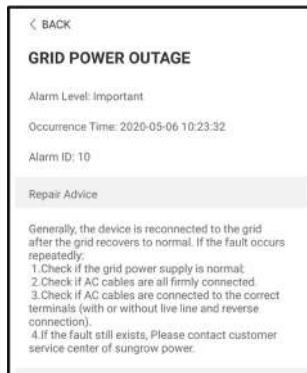 < BACK
GRID POWER OUTAGE
Alarm Level: Important
Occurrence Time: 2020-05-06 10:23:32
Alarm ID: 10
Repair Advice
Generally, the device is reconnected to the grid
after the grid recovers to normal. If the fault occurs
repeatedly:
1.Check if the grid power supply is normal;
2.Check if AC cables are all firmly connected.
3.Check if AC cables are connected to the correct
terminals (with or without live line and reverse
connection).
4.If the fault still exists, Please contact customer
service center of sungrow power.